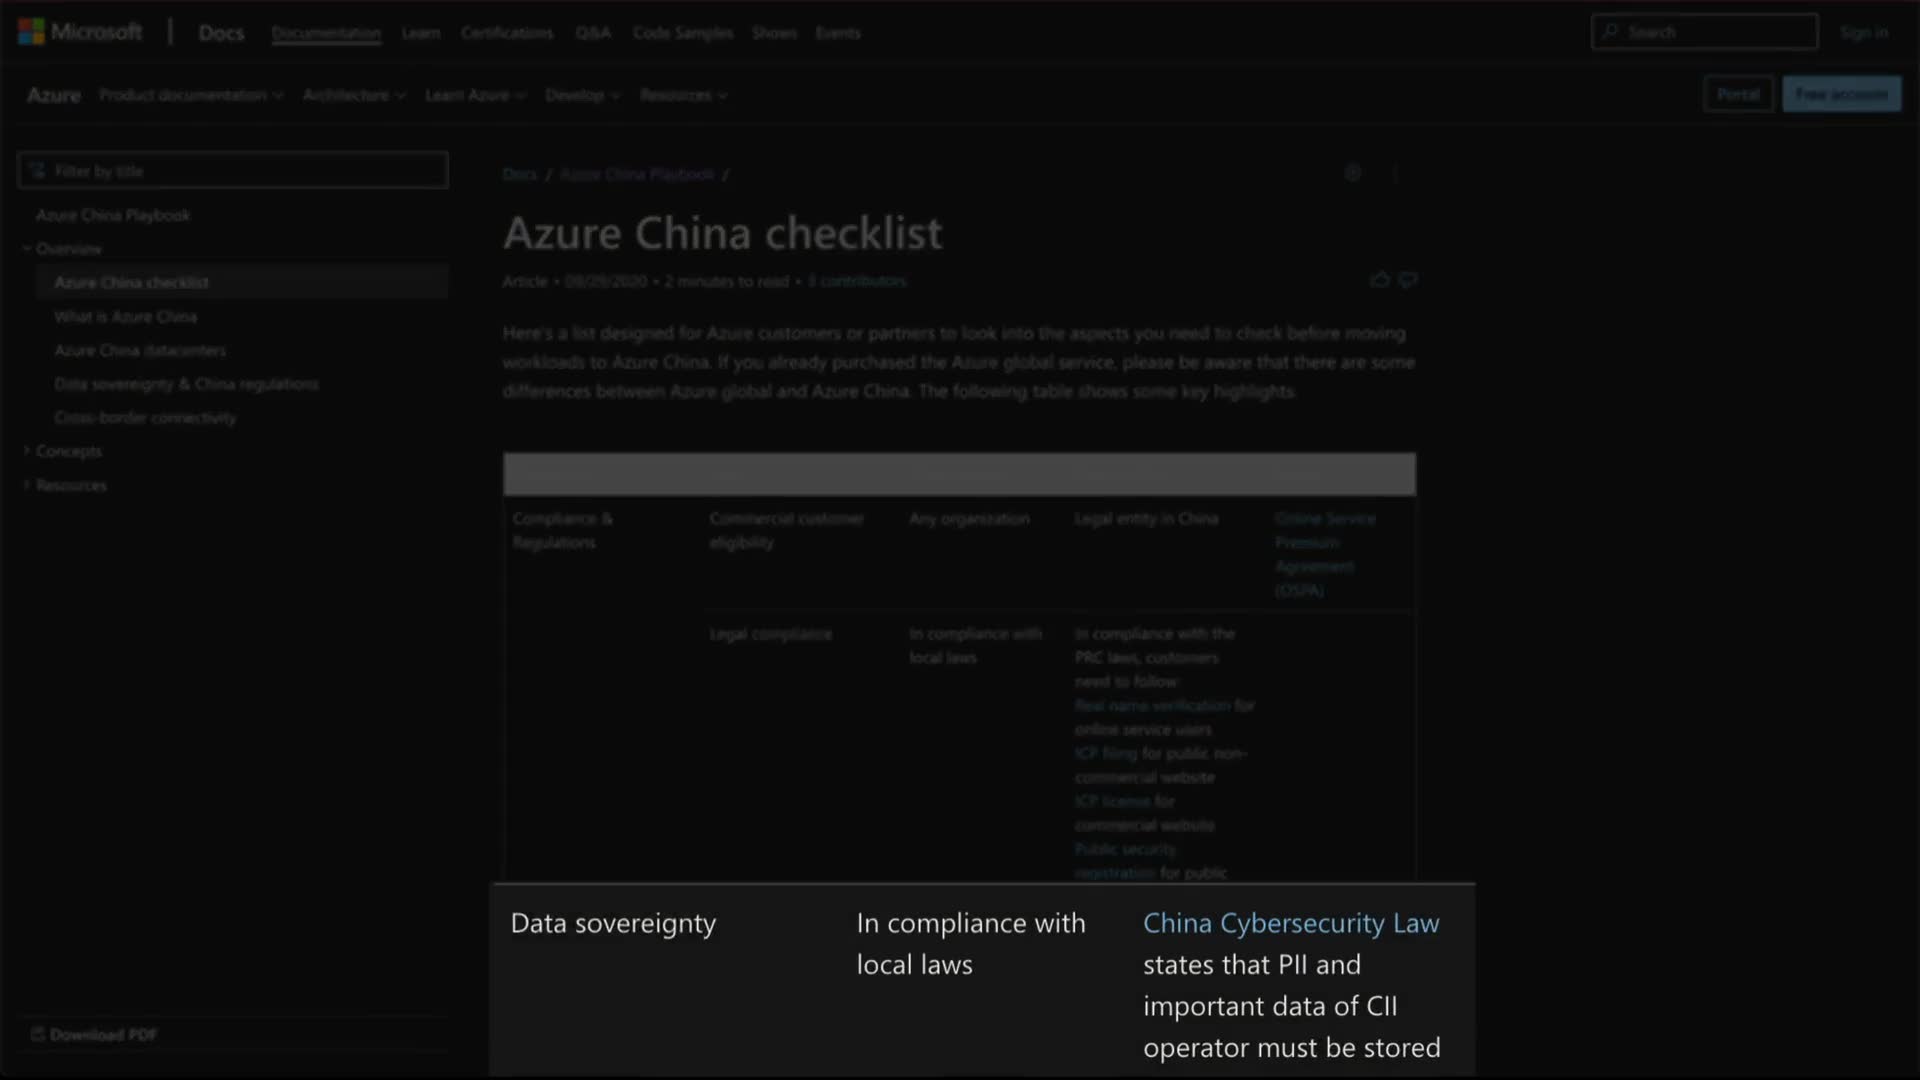 Microsoft
Docs Documentation Learn Certifications Q&A Code Samples Shows Events
Search
Sign in
Azure Product documentation Architecture Learn Azure Develop Resources
Portal
Free account
Filter by title
Azure China Playbook
Overview
Azure China checklist
What is Azure China
Azure China datacenters
Data sovereignty & China regulations
Cross-border connectivity
Concepts
Resources
Download PDF
Docs / Azure China Playbook /
Azure China checklist
Article • 09/29/2020 • 2 minutes to read • 3 contributors
Here's a list designed for Azure customers or partners to look into the aspects you need to check before moving
workloads to Azure China. If you already purchased the Azure global service, please be aware that there are some
differences between Azure global and Azure China. The following table shows some key highlights.
Compliance &
Regulations
Commercial customer
eligibility
Any organization
Legal entity in China
Online Service
Premium
Agreement
(OSPA)
Legal compliance
In compliance with
local laws
In compliance with the
PRC laws, customers
need to follow:
Real name verification for
online service users
ICP filing for public non-
commercial website
ICP license for
commercial website
Public security
registration for public
Data sovereignty
In compliance with
local laws
China Cybersecurity Law
states that PII and
important data of CII
operator must be stored